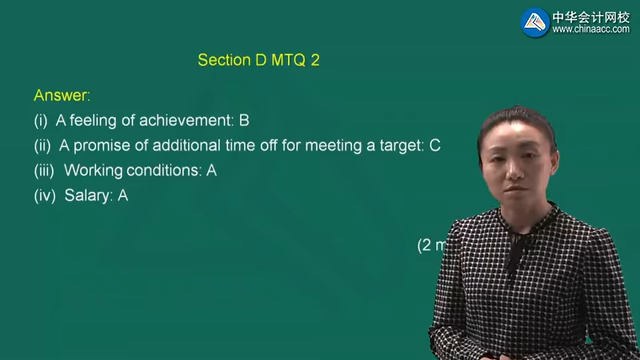 中华会计网校
www.chinaacc.com
Section D MTQ 2
Answer:
(i) A feeling of achievement: B
(ii) A promise of additional time off for meeting a target: C
(iii) Working conditions: A
(iv) Salary: A
(2 m